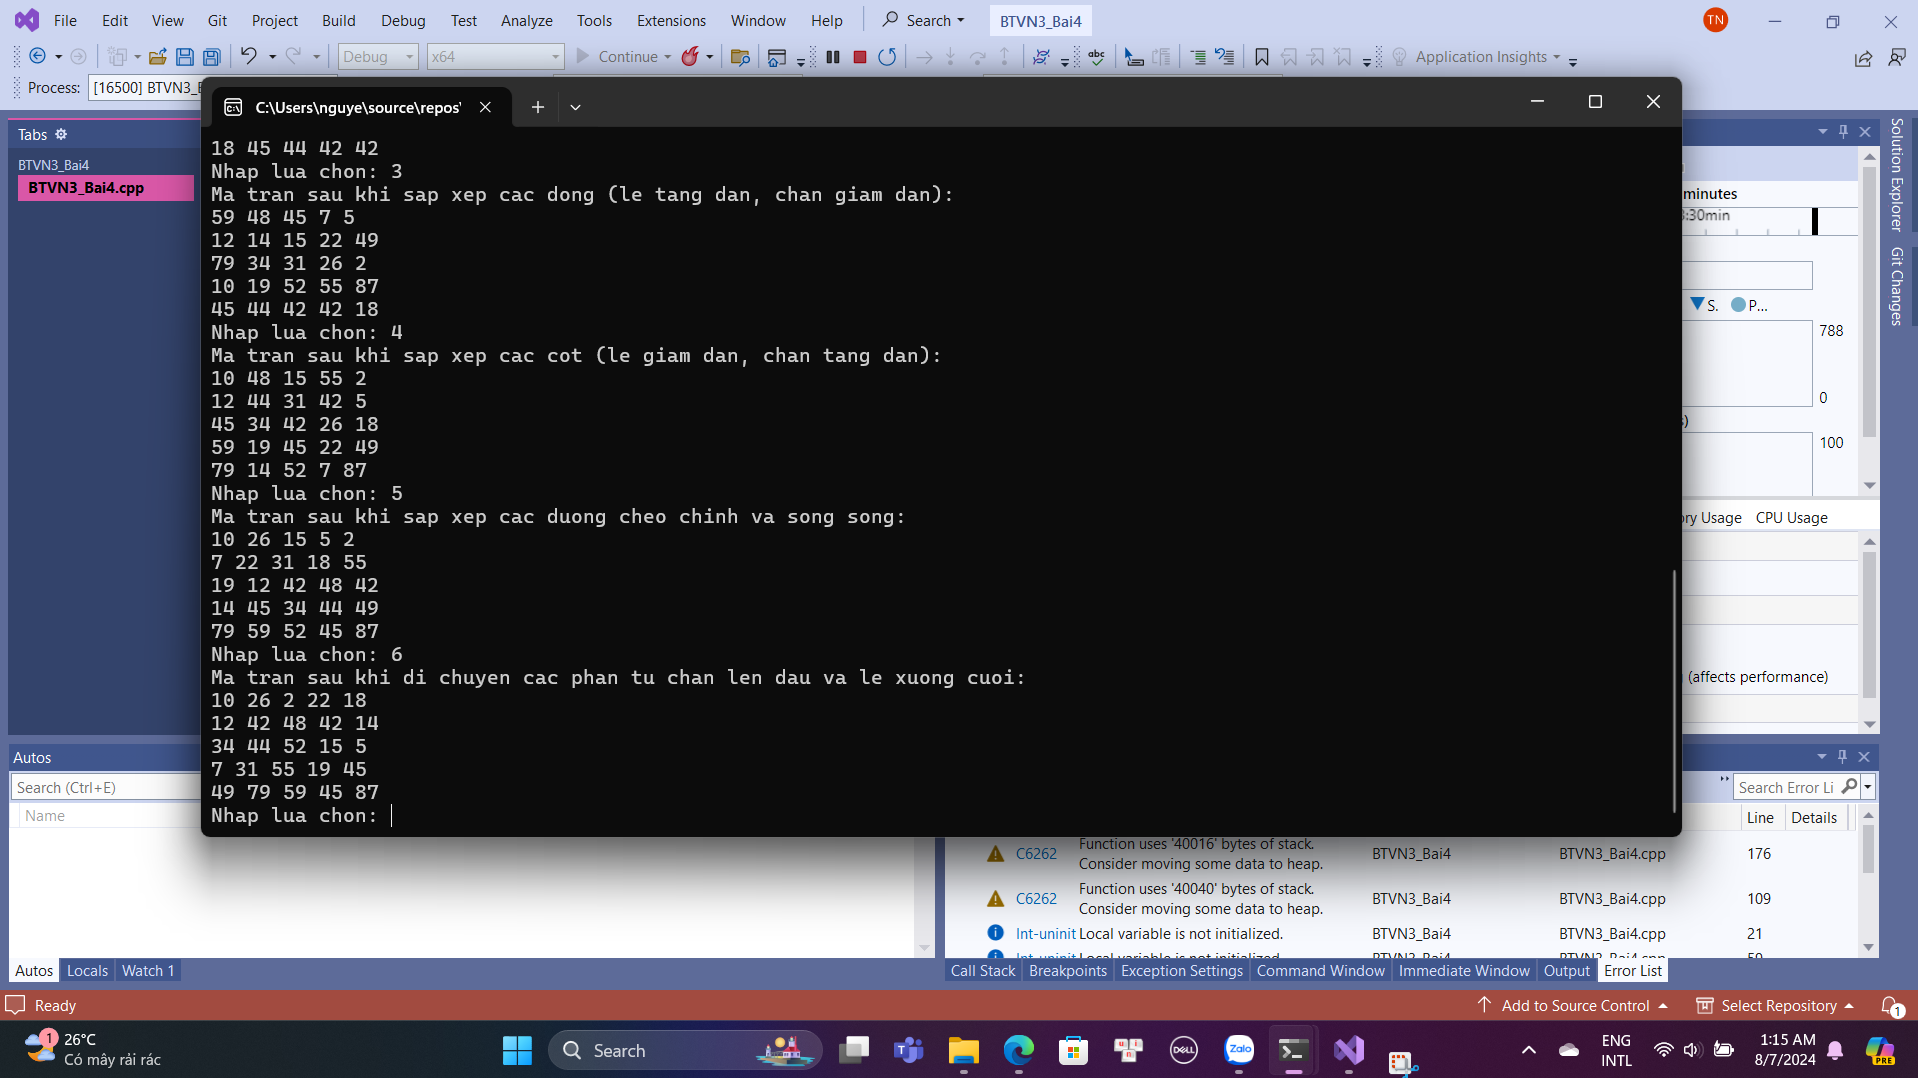 File Edit View Git Project Build Debug Test Analyze Tools Extensions Window Help Search BTVN3_Bai4 TN
Debug x64 Continue Application Insights
Process: [16500] BTVN3_
C:\Users\nguye\source\repos\
Tabs
BTVN3_Bai4
BTVN3_Bai4.cpp
18 45 44 42 42
Nhap lua chon: 3
Ma tran sau khi sap xep cac dong (le tang dan, chan giam dan):
59 48 45 7 5
12 14 15 22 49
79 34 31 26 2
10 19 52 55 87
45 44 42 42 18
Nhap lua chon: 4
Ma tran sau khi sap xep cac cot (le giam dan, chan tang dan):
10 48 15 55 2
12 44 31 42 5
45 34 42 26 18
59 19 45 22 49
79 14 52 7 87
Nhap lua chon: 5
Ma tran sau khi sap xep cac duong cheo chinh va song song:
10 26 15 5 2
7 22 31 18 55
19 12 42 48 42
14 45 34 44 49
79 59 52 45 87
Nhap lua chon: 6
Ma tran sau khi di chuyen cac phan tu chan len dau va le xuong cuoi:
10 26 2 22 18
12 42 48 42 14
34 44 52 15 5
7 31 55 19 45
49 79 59 45 87
Nhap lua chon:
minutes
3:30min
S. P...
788
0
100
ory Usage CPU Usage
(affects performance)
Solution Explorer
Git Changes
Autos
Search (Ctrl+E)
Name
Search Error Li
Line Details
C6262 Function uses '40016' bytes of stack. Consider moving some data to heap. BTVN3_Bai4 BTVN3_Bai4.cpp 176
C6262 Function uses '40040' bytes of stack. Consider moving some data to heap. BTVN3_Bai4 BTVN3_Bai4.cpp 109
Int-uninit Local variable is not initialized. BTVN3_Bai4 BTVN3_Bai4.cpp 21
Autos Locals Watch 1
Call Stack Breakpoints Exception Settings Command Window Immediate Window Output Error List
Ready
Add to Source Control Select Repository 1
1 26°C
Có mây rải rác
Search
DELL
Zalo
ENG
INTL
1:15 AM
8/7/2024
PRE